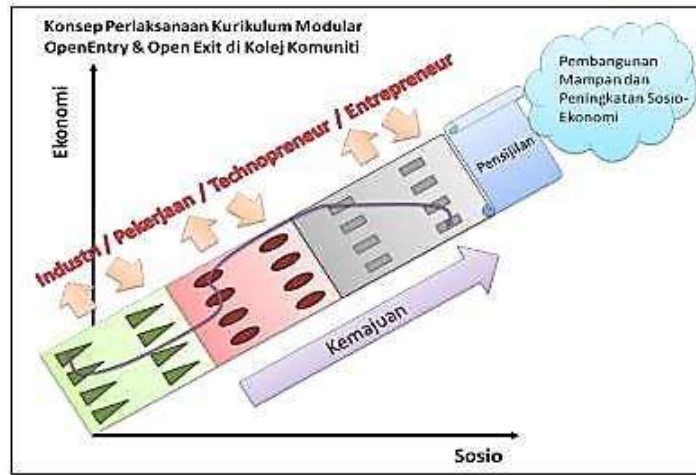 Konsep Perlaksanaan Kurikulum Modular
OpenEntry & Open Exit di Kolej Komuniti
Pembangunan
Mampan dan
Peningkatan Sosio-
Ekonomi
Ekonomi
Industri / Pekerjaan / Technopreneur / Entrepreneur
Pensijilan
Kemajuan
Sosio